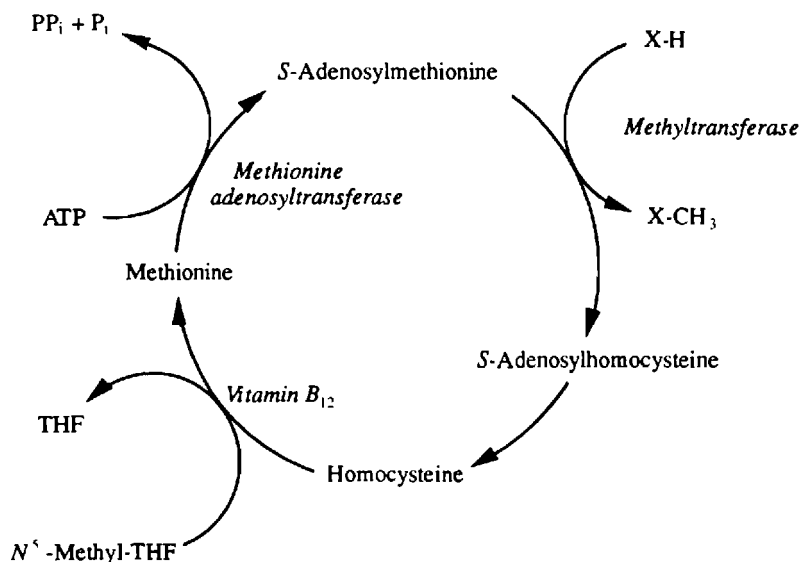 PPi + Pi
X-H
S-Adenosylmethionine
Methyltransferase
Methionine
adenosyltransferase
ATP
X-CH3
Methionine
S-Adenosylhomocysteine
Vitamin B12
THF
Homocysteine
N5-Methyl-THF